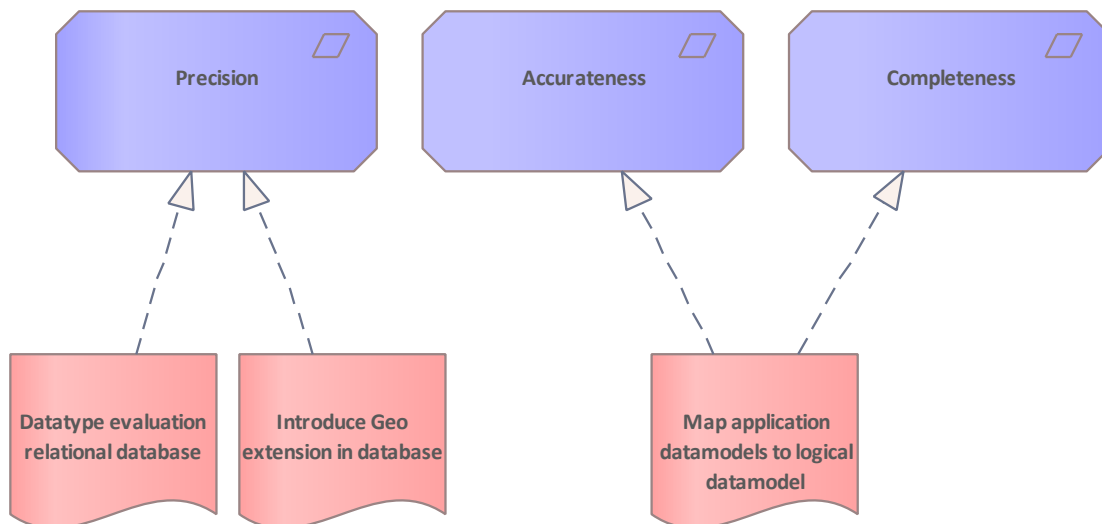 Precision
Accurateness
Completeness
Datatype evaluation
relational database
Introduce Geo
extension in database
Map application
datamodels to logical
datamodel